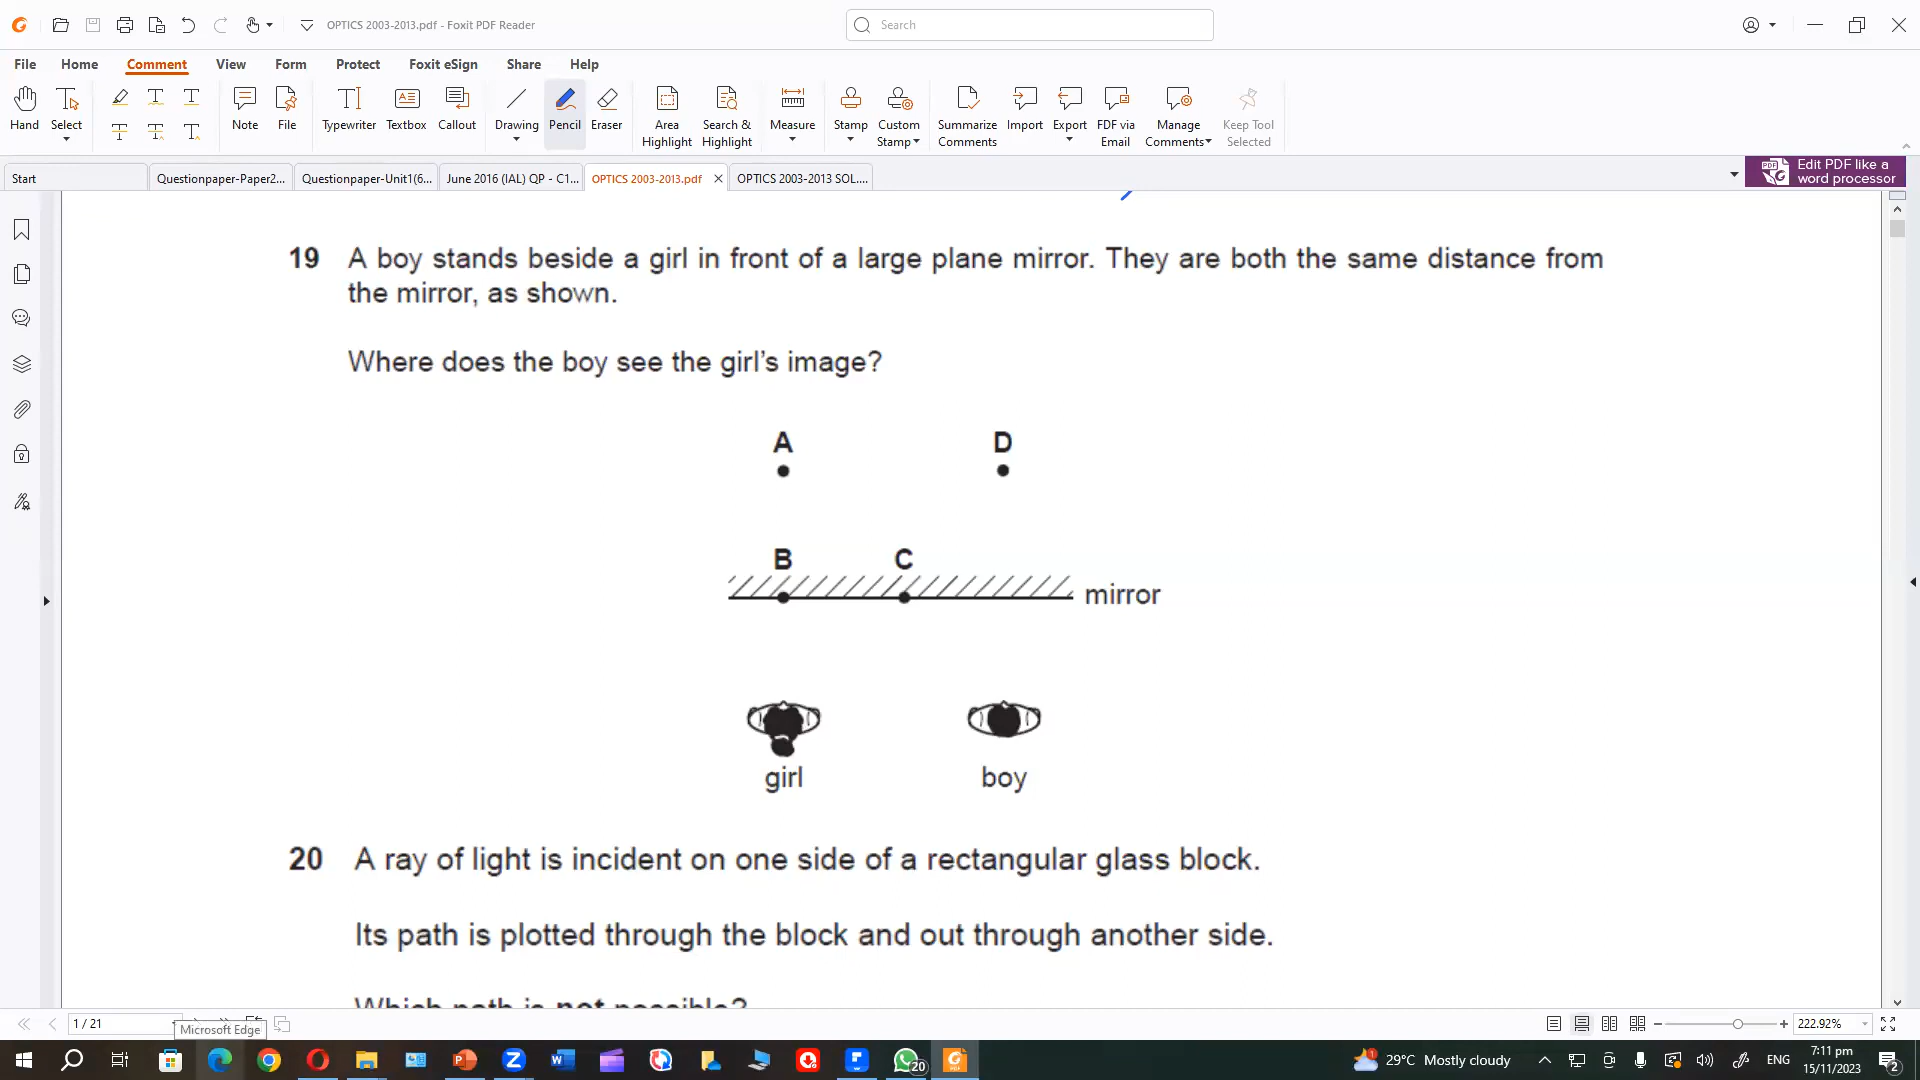 OPTICS 2003-2013.pdf - Foxit PDF Reader
Search
File Home Comment View Form Protect Foxit eSign Share Help
Hand
Select
Note
File
Typewriter
Textbox
Callout
Drawing
Pencil
Eraser
Area
Highlight
Search &
Highlight
Measure
Stamp
Custom
Stamp
Summarize
Comments
Import
Export
FDF via
Email
Manage
Comments
Keep Tool
Selected
Start
Questionpaper-Paper2...
Questionpaper-Unit1(6...
June 2016 (IAL) QP - C1...
OPTICS 2003-2013.pdf
OPTICS 2003-2013 SOL....
Edit PDF like a
word processor
19 A boy stands beside a girl in front of a large plane mirror. They are both the same distance from
the mirror, as shown.
Where does the boy see the girl's image?
A D
B C
mirror
girl boy
20 A ray of light is incident on one side of a rectangular glass block.
Its path is plotted through the block and out through another side.
Which path is not possible?
1 / 21
Microsoft Edge
222.92%
20
29°C Mostly cloudy
ENG
7:11 pm
15/11/2023
2